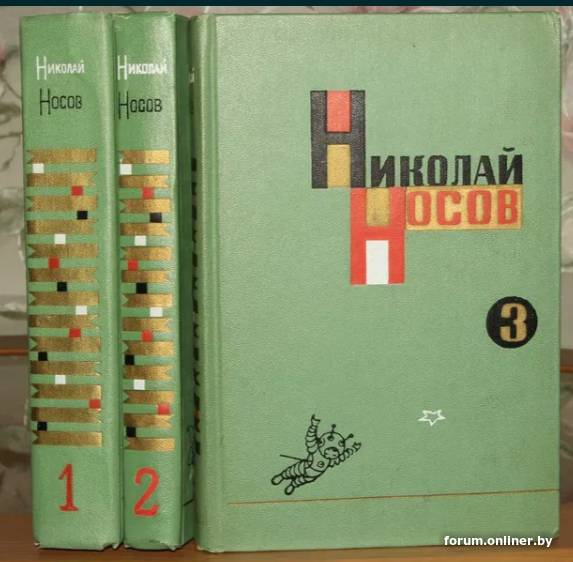 Николай
Носов
1
Николай
Носов
2
Николай
Носов
3
forum.onliner.by